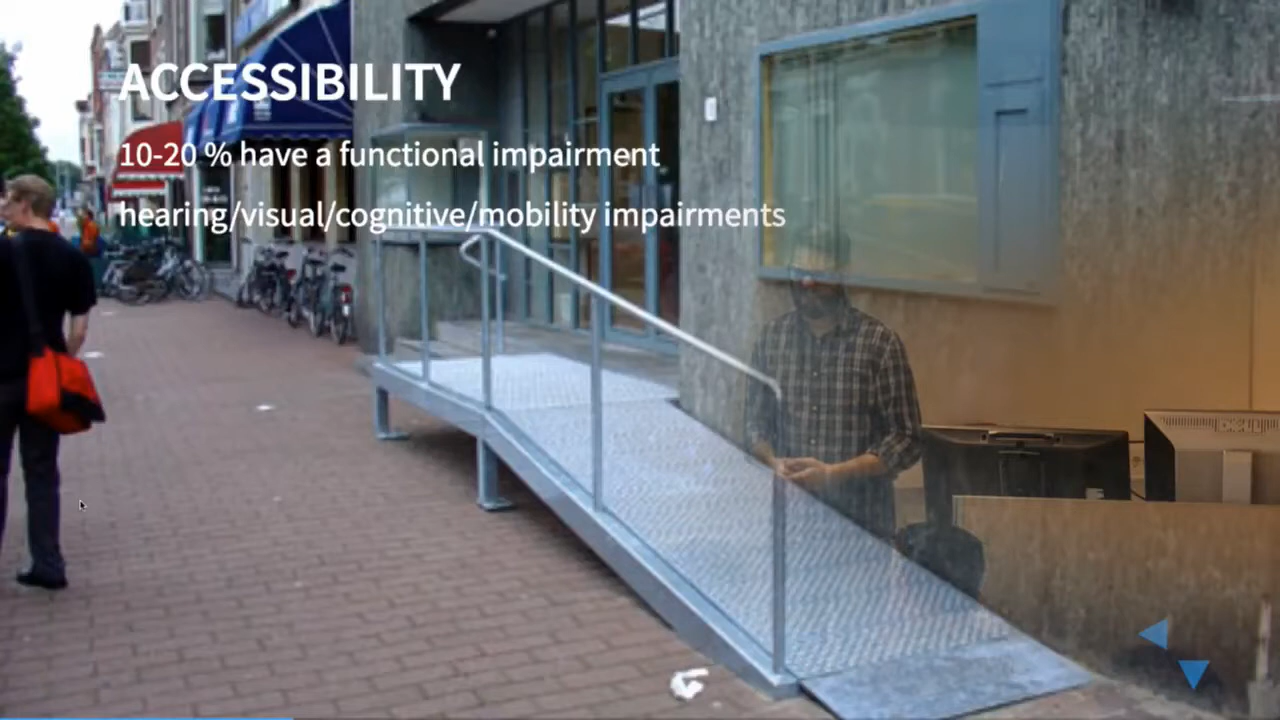 ACCESSIBILITY
10-20 % have a functional impairment
hearing/visual/cognitive/mobility impairments